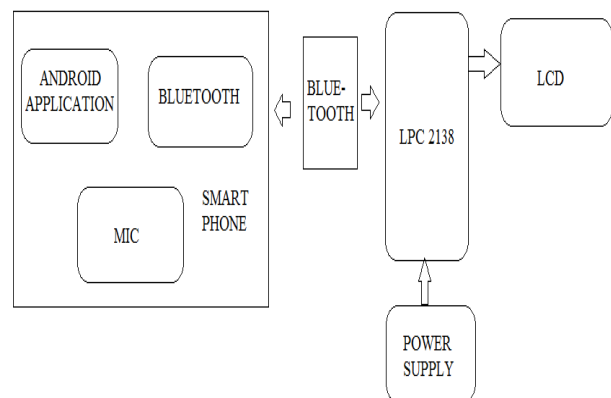 ANDROID
APPLICATION
BLUETOOTH
MIC
SMART
PHONE
BLUE-
TOOTH
LPC 2138
LCD
POWER
SUPPLY